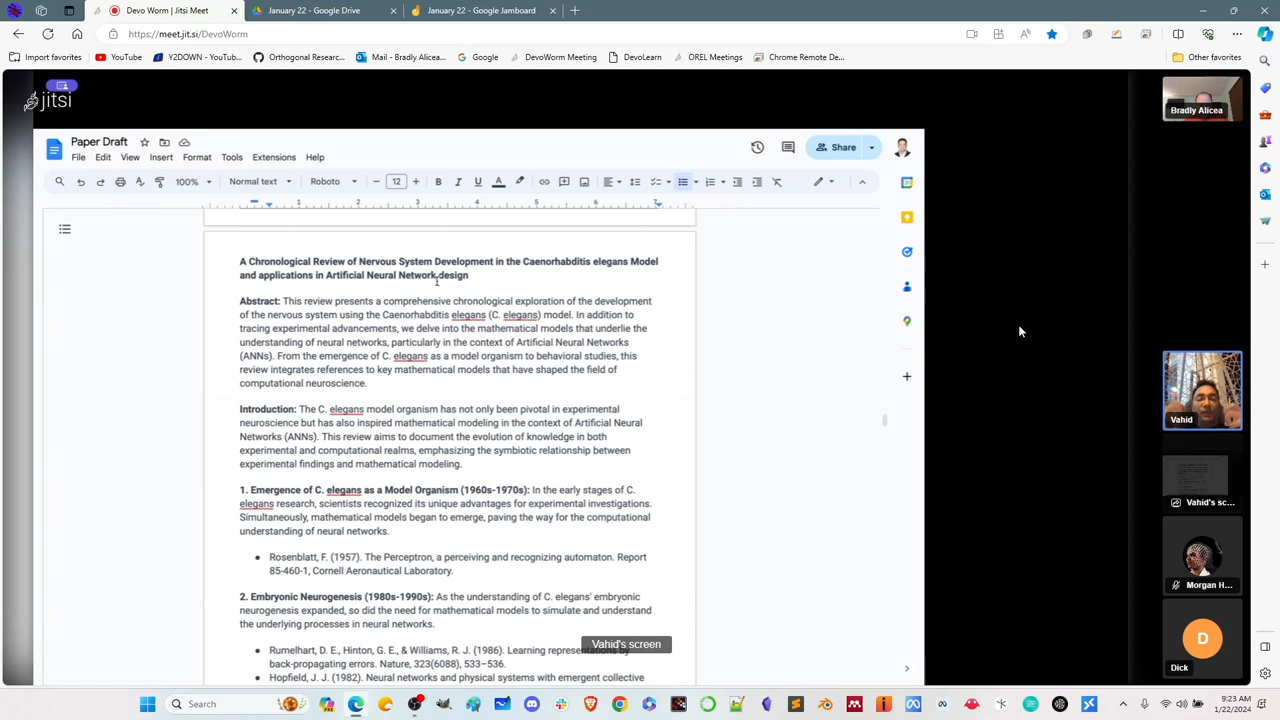 Devo Worm | Jitsi Meet
January 22 - Google Drive
January 22 - Google Jamboard
https://meet.jit.si/DevoWorm
Import favorites
YouTube
Y2DOWN - YouTub...
Orthogonal Researc...
Mail - Bradly Alicea...
Google
DevoWorm Meeting
DevoLearn
OREL Meetings
Chrome Remote De...
Other favorites
jitsi
Bradly Alicea
Paper Draft
File Edit View Insert Format Tools Extensions Help
Share
100% Normal text Roboto 12
1 2 3 4 5 6 7
A Chronological Review of Nervous System Development in the Caenorhabditis elegans Model
and applications in Artificial Neural Network design
Abstract: This review presents a comprehensive chronological exploration of the development
of the nervous system using the Caenorhabditis elegans (C. elegans) model. In addition to
tracing experimental advancements, we delve into the mathematical models that underlie the
understanding of neural networks, particularly in the context of Artificial Neural Networks
(ANNs). From the emergence of C. elegans as a model organism to behavioral studies, this
review integrates references to key mathematical models that have shaped the field of
computational neuroscience.
Introduction: The C. elegans model organism has not only been pivotal in experimental
neuroscience but has also inspired mathematical modeling in the context of Artificial Neural
Networks (ANNs). This review aims to document the evolution of knowledge in both
experimental and computational realms, emphasizing the symbiotic relationship between
experimental findings and mathematical modeling.
1. Emergence of C. elegans as a Model Organism (1960s-1970s): In the early stages of C.
elegans research, scientists recognized its unique advantages for experimental investigations.
Simultaneously, mathematical models began to emerge, paving the way for the computational
understanding of neural networks.
Rosenblatt, F. (1957). The Perceptron, a perceiving and recognizing automaton. Report
85-460-1, Cornell Aeronautical Laboratory.
2. Embryonic Neurogenesis (1980s-1990s): As the understanding of C. elegans' embryonic
neurogenesis expanded, so did the need for mathematical models to simulate and understand
the underlying processes in neural networks.
Rumelhart, D. E., Hinton, G. E., & Williams, R. J. (1986). Learning representations by
back-propagating errors. Nature, 323(6088), 533–536.
Hopfield, J. J. (1982). Neural networks and physical systems with emergent collective
Vahid's screen
Vahid
Vahid's sc...
Morgan H...
D
Dick
Search
9:23 AM
1/22/2024